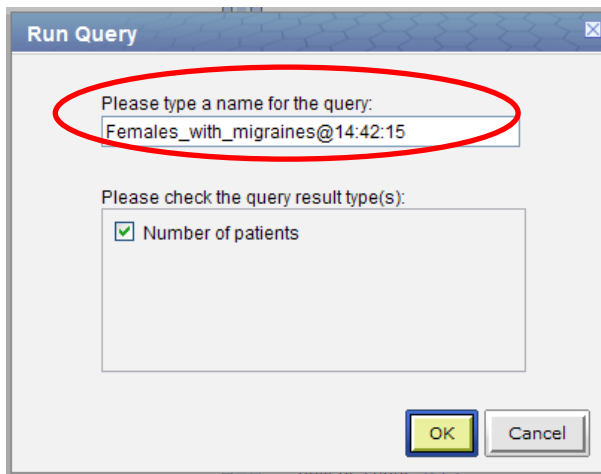 Run Query
Please type a name for the query:
Females_with_migraines@14:42:15
Please check the query result type(s):
Number of patients
OK Cancel